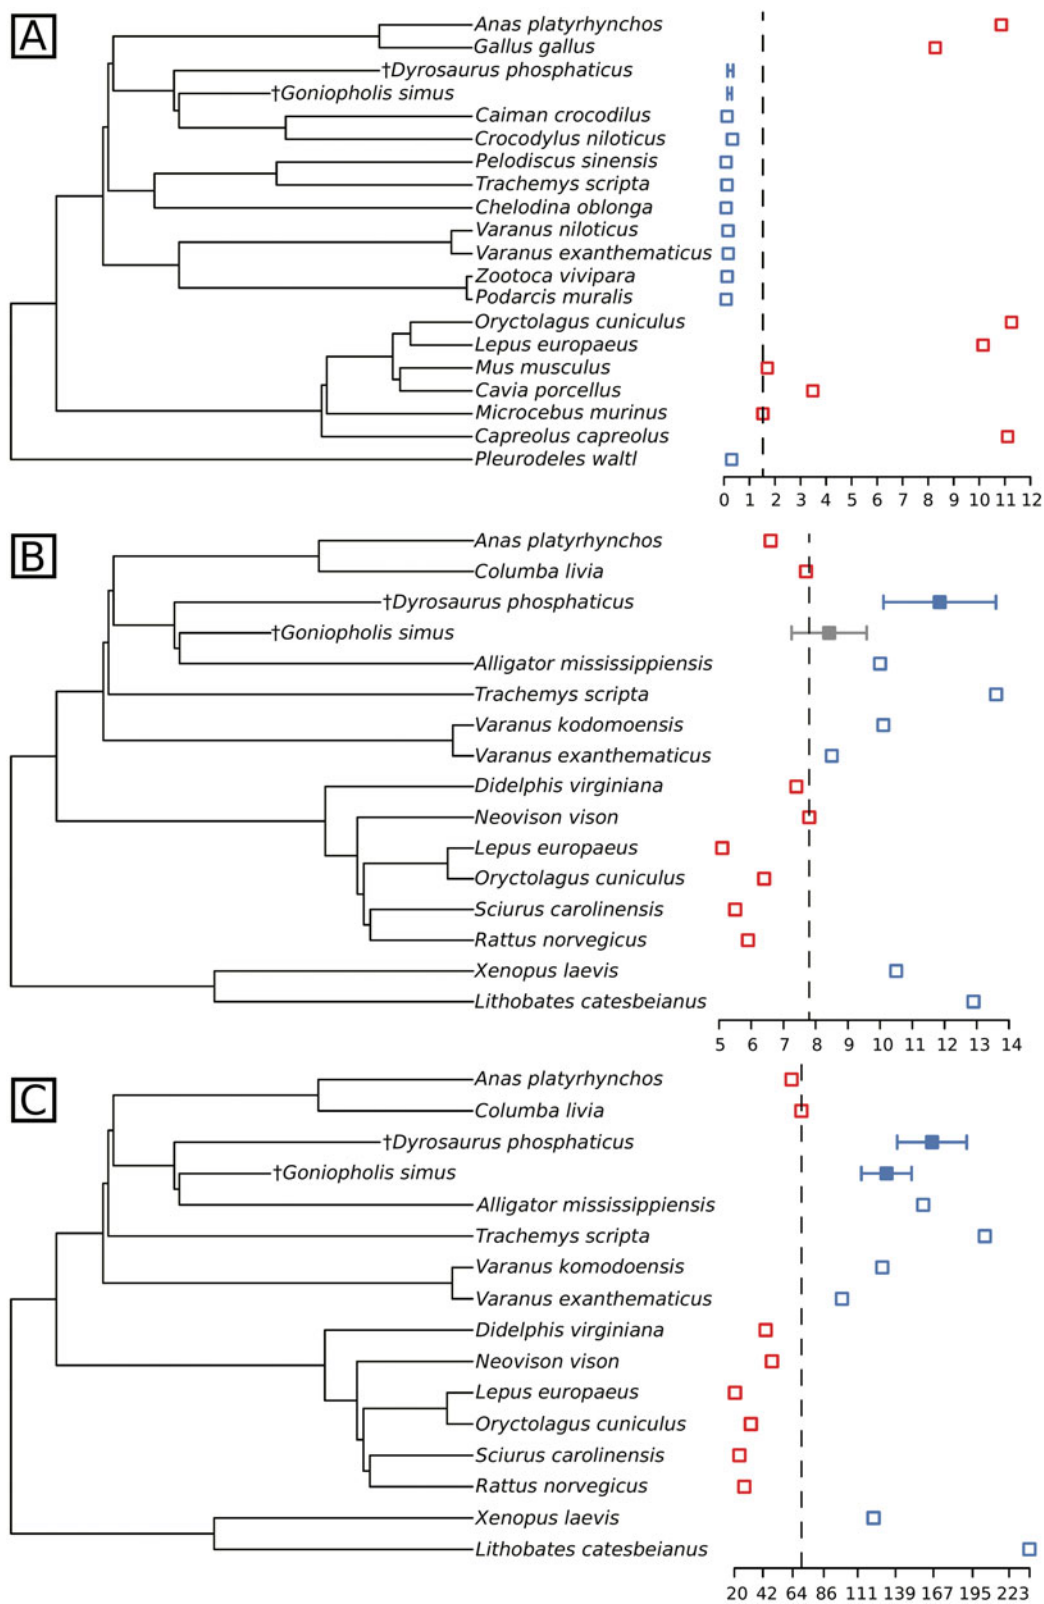 A
Anas platyrhynchos
Gallus gallus
†Dyrosaurus phosphaticus
†Goniopholis simus
Caiman crocodilus
Crocodylus niloticus
Pelodiscus sinensis
Trachemys scripta
Chelodina oblonga
Varanus niloticus
Varanus exanthematicus
Zootoca vivipara
Podarcis muralis
Oryctolagus cuniculus
Lepus europaeus
Mus musculus
Cavia porcellus
Microcebus murinus
Capreolus capreolus
Pleurodeles waltl
0 1 2 3 4 5 6 7 8 9 10 11 12
B
Anas platyrhynchos
Columba livia
†Dyrosaurus phosphaticus
†Goniopholis simus
Alligator mississippiensis
Trachemys scripta
Varanus kodomoensis
Varanus exanthematicus
Didelphis virginiana
Neovison vison
Lepus europaeus
Oryctolagus cuniculus
Sciurus carolinensis
Rattus norvegicus
Xenopus laevis
Lithobates catesbeianus
5 6 7 8 9 10 11 12 13 14
C
Anas platyrhynchos
Columba livia
†Dyrosaurus phosphaticus
†Goniopholis simus
Alligator mississippiensis
Trachemys scripta
Varanus komodoensis
Varanus exanthematicus
Didelphis virginiana
Neovison vison
Lepus europaeus
Oryctolagus cuniculus
Sciurus carolinensis
Rattus norvegicus
Xenopus laevis
Lithobates catesbeianus
20 42 64 86 111 139 167 195 223